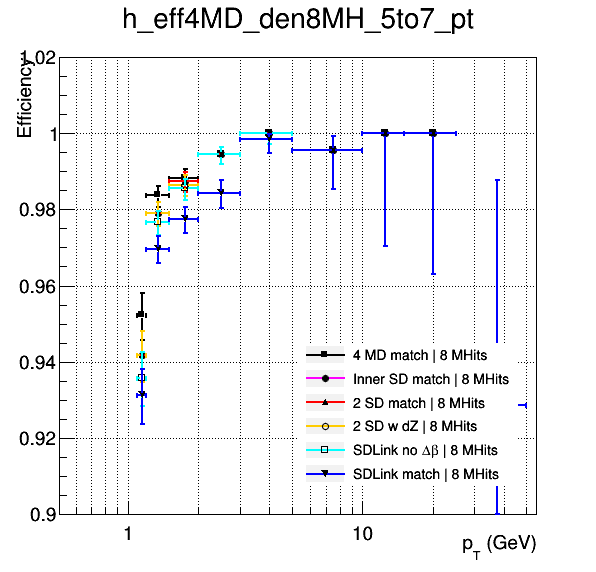 h_eff4MD_den8MH_5to7_pt
Efficiency
1.02
1
0.98
0.96
0.94
0.92
0.9
4 MD match | 8 MHits
Inner SD match | 8 MHits
2 SD match | 8 MHits
2 SD w dZ | 8 MHits
SDLink no Δβ | 8 MHits
SDLink match | 8 MHits
1
10
p_T (GeV)